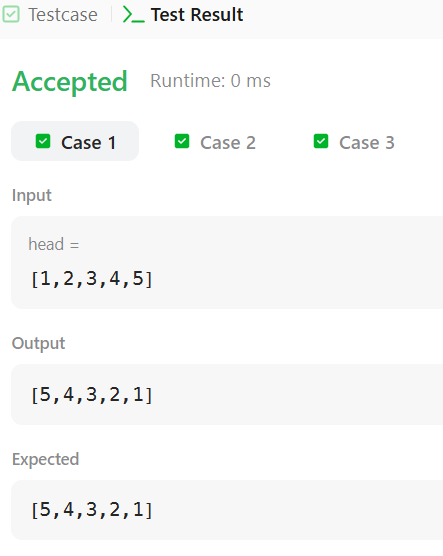 Testcase | Test Result
Accepted Runtime: 0 ms
Case 1 Case 2 Case 3
Input
head =
[1,2,3,4,5]
Output
[5,4,3,2,1]
Expected
[5,4,3,2,1]